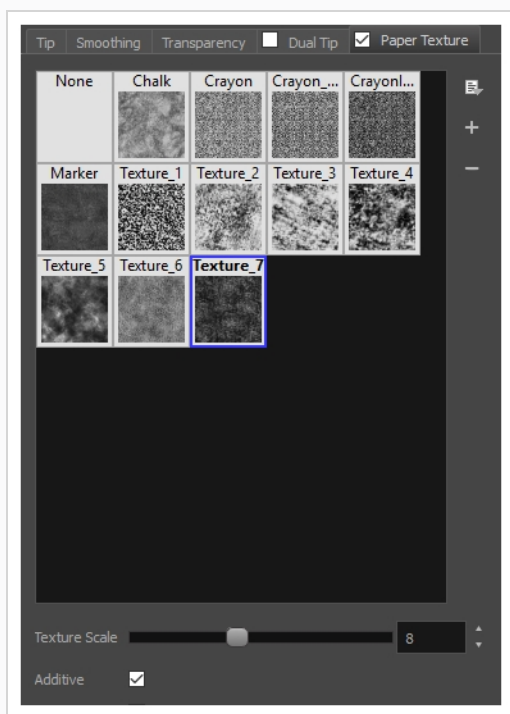 Tip Smoothing Transparency Dual Tip Paper Texture
None Chalk Crayon Crayon_... CrayonI...
Marker Texture_1 Texture_2 Texture_3 Texture_4
Texture_5 Texture_6 Texture_7
Texture Scale 8
Additive